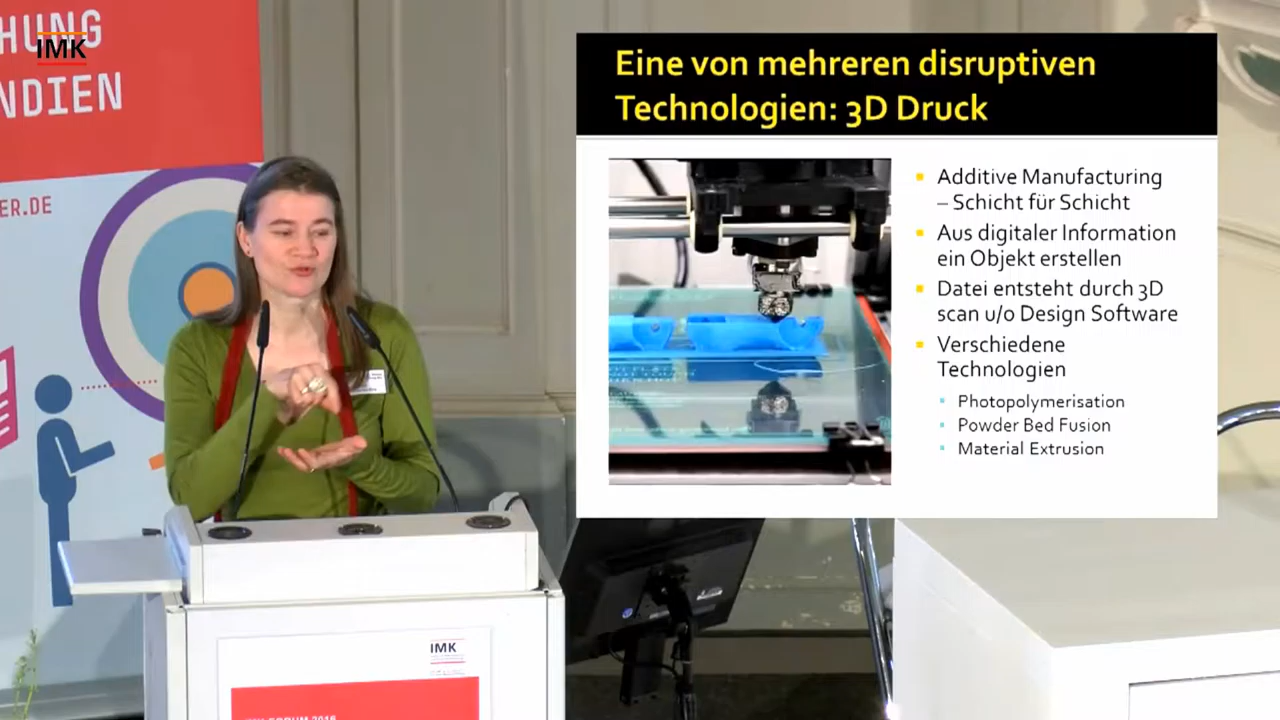 HUNG
IMK
NDIEN
ER.DE
Eine von mehreren disruptiven
Technologien: 3D Druck
Additive Manufacturing
– Schicht für Schicht
Aus digitaler Information
ein Objekt erstellen
Datei entsteht durch 3D
scan u/o Design Software
Verschiedene
Technologien
Photopolymerisation
Powder Bed Fusion
Material Extrusion
IMK
FORUM 2016